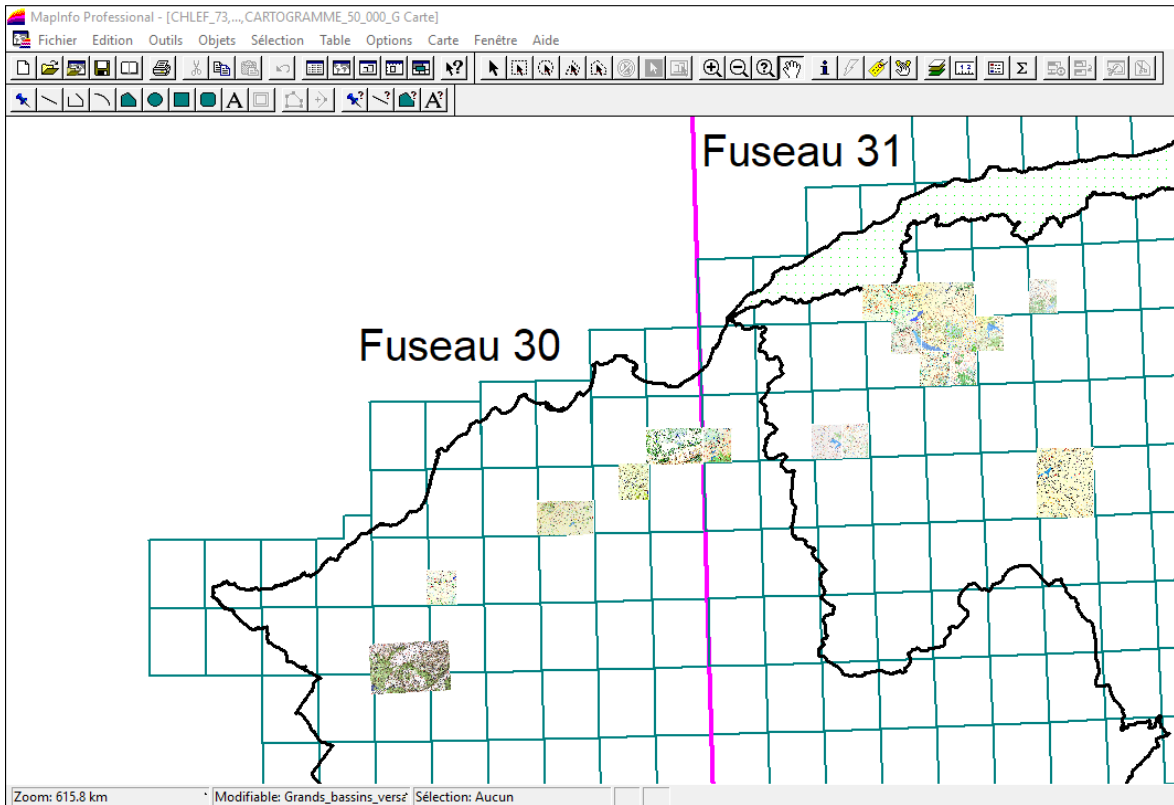 MapInfo Professional - [CHLEF_73,...,CARTOGRAMME_50_000_G Carte]
Fichier Edition Outils Objets Sélection Table Options Carte Fenêtre Aide
Fuseau 31
Fuseau 30
Zoom: 615.8 km Modifiable: Grands_bassins_versa Sélection: Aucun